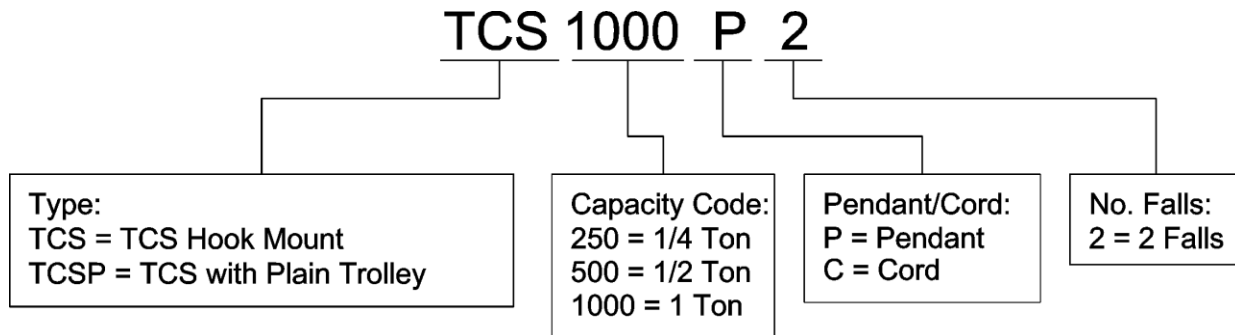 TCS 1000 P 2
Type:
TCS = TCS Hook Mount
TCSP = TCS with Plain Trolley
Capacity Code:
250 = 1/4 Ton
500 = 1/2 Ton
1000 = 1 Ton
Pendant/Cord:
P = Pendant
C = Cord
No. Falls:
2 = 2 Falls